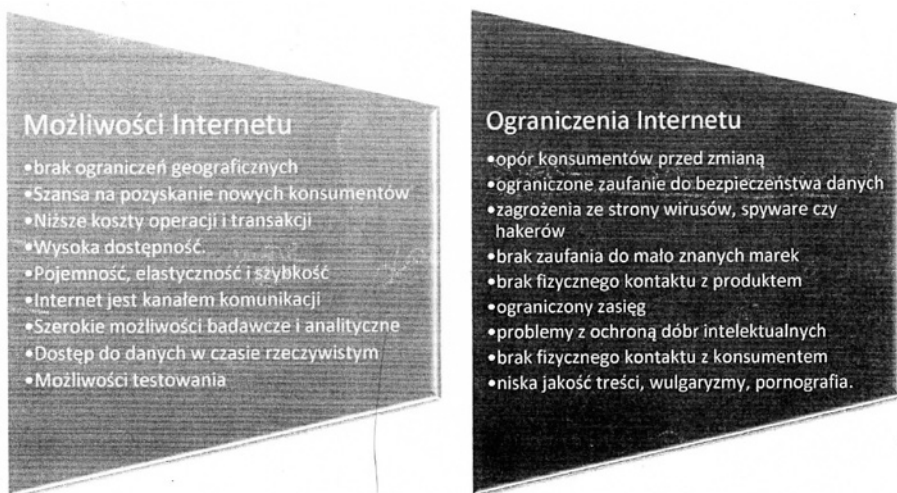 Możliwości Internetu
•brak ograniczeń geograficznych
•Szansa na pozyskanie nowych konsumentów
•Niższe koszty operacji i transakcji
•Wysoka dostępność.
•Pojemność, elastyczność i szybkość
•Internet jest kanałem komunikacji
•Szerokie możliwości badawcze i analityczne
•Dostęp do danych w czasie rzeczywistym
•Możliwości testowania
Ograniczenia Internetu
•opór konsumentów przed zmianą
•ograniczone zaufanie do bezpieczeństwa danych
•zagrożenia ze strony wirusów, spyware czy
hakerów
•brak zaufania do mało znanych marek
•brak fizycznego kontaktu z produktem
•ograniczony zasięg
•problemy z ochroną dóbr intelektualnych
•brak fizycznego kontaktu z konsumentem
•niska jakość treści, wulgaryzmy, pornografia.